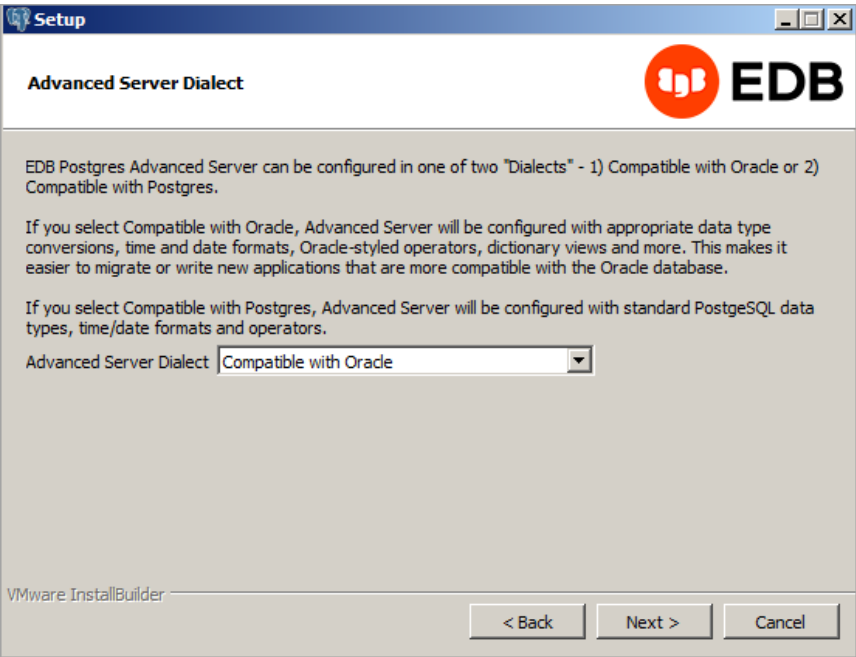 Setup
Advanced Server Dialect
EDB
EDB Postgres Advanced Server can be configured in one of two "Dialects" - 1) Compatible with Oracle or 2)
Compatible with Postgres.
If you select Compatible with Oracle, Advanced Server will be configured with appropriate data type
conversions, time and date formats, Oracle-styled operators, dictionary views and more. This makes it
easier to migrate or write new applications that are more compatible with the Oracle database.
If you select Compatible with Postgres, Advanced Server will be configured with standard PostgeSQL data
types, time/date formats and operators.
Advanced Server Dialect Compatible with Oracle
VMware InstallBuilder
< Back Next > Cancel